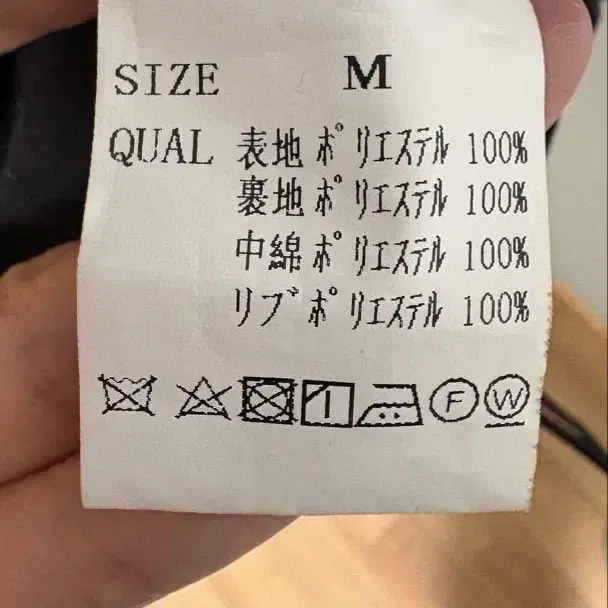 SIZE M
QUAL 表地 ポリエステル 100%
裏地 ポリエステル 100%
中綿 ポリエステル 100%
リブ ポリエステル 100%
F W